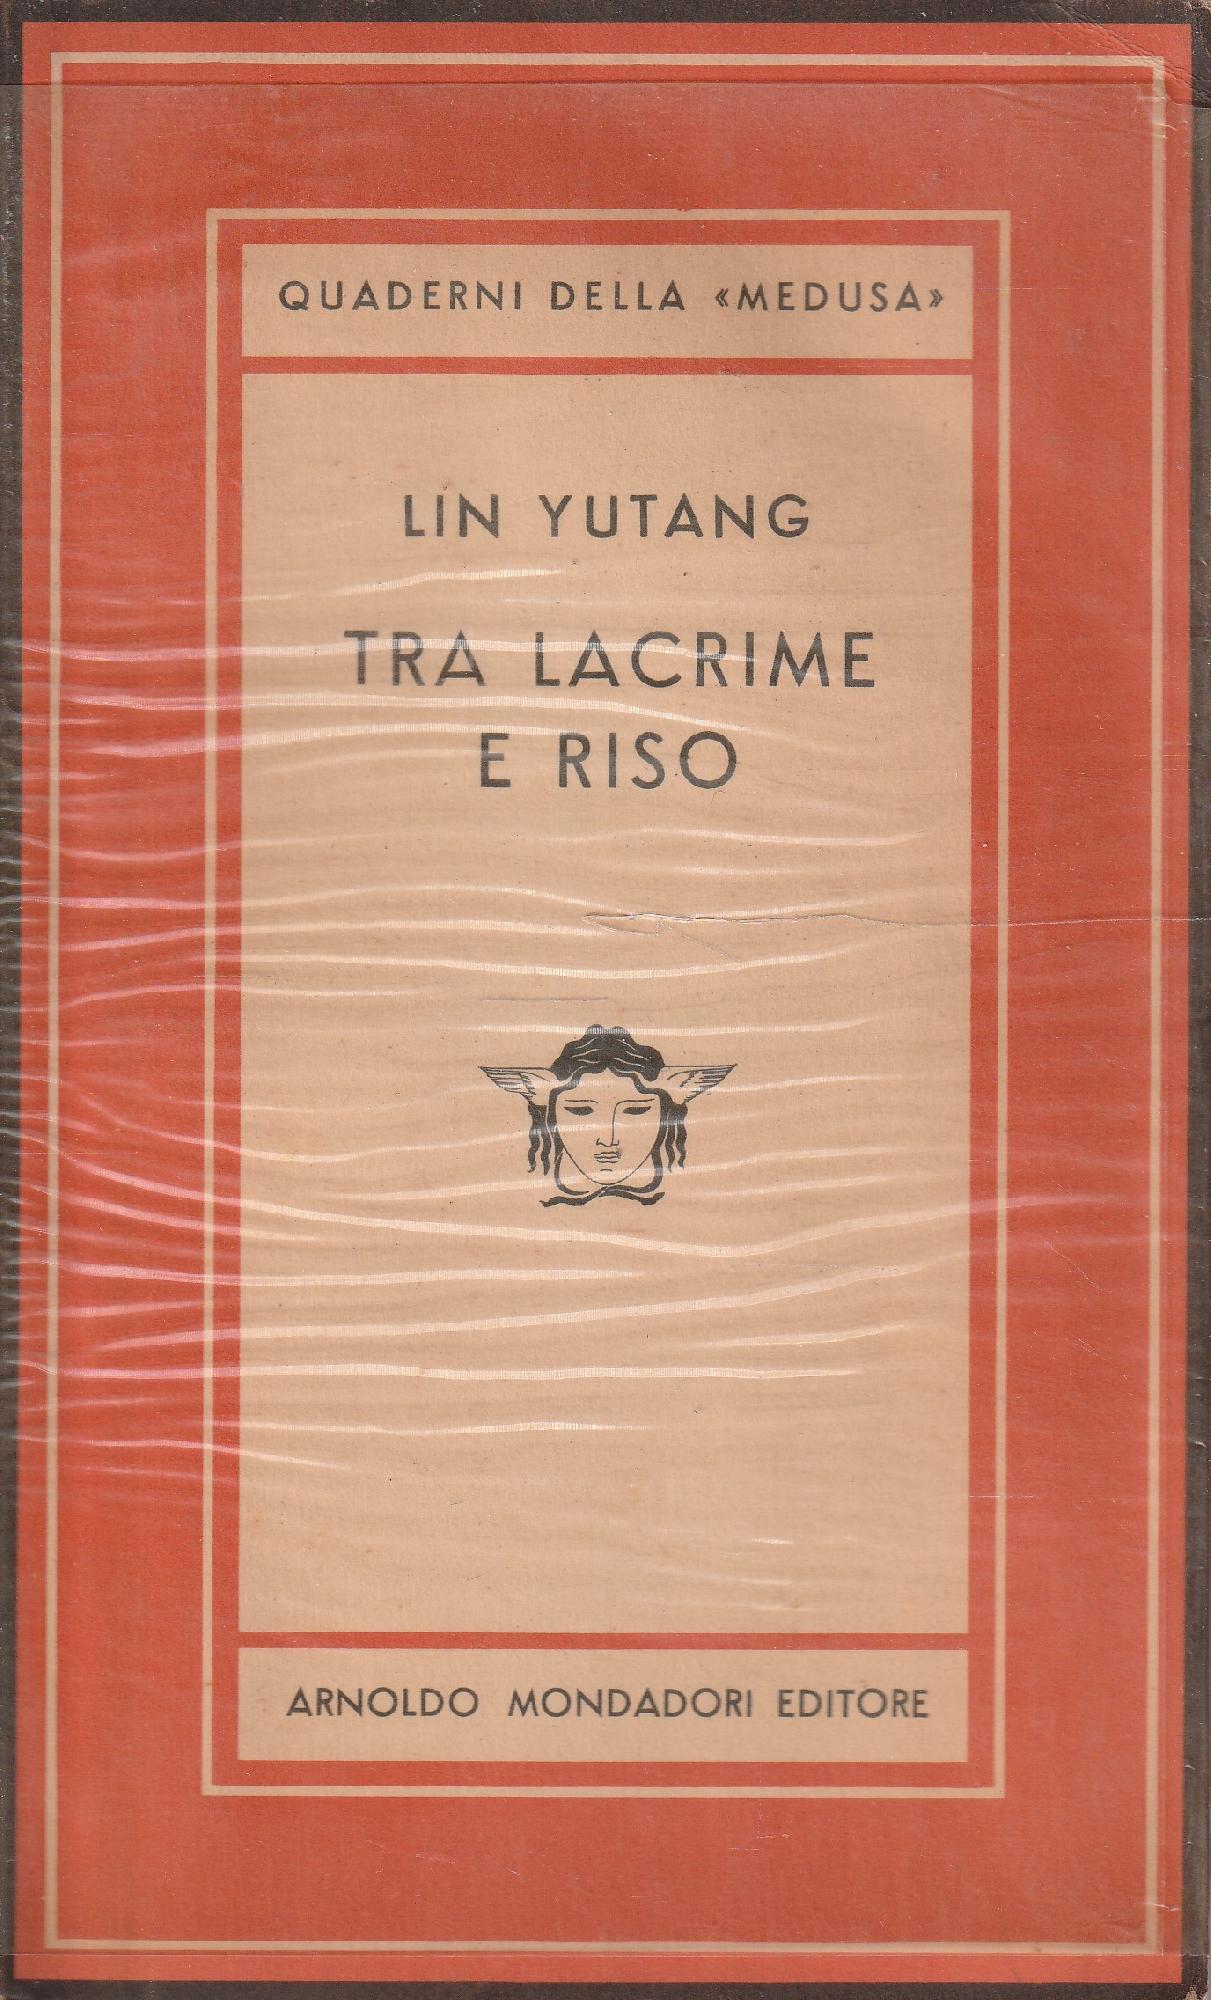 QUADERNI DELLA «MEDUSA»
LIN YUTANG
TRA LACRIME
E RISO
ARNOLDO MONDADORI EDITORE